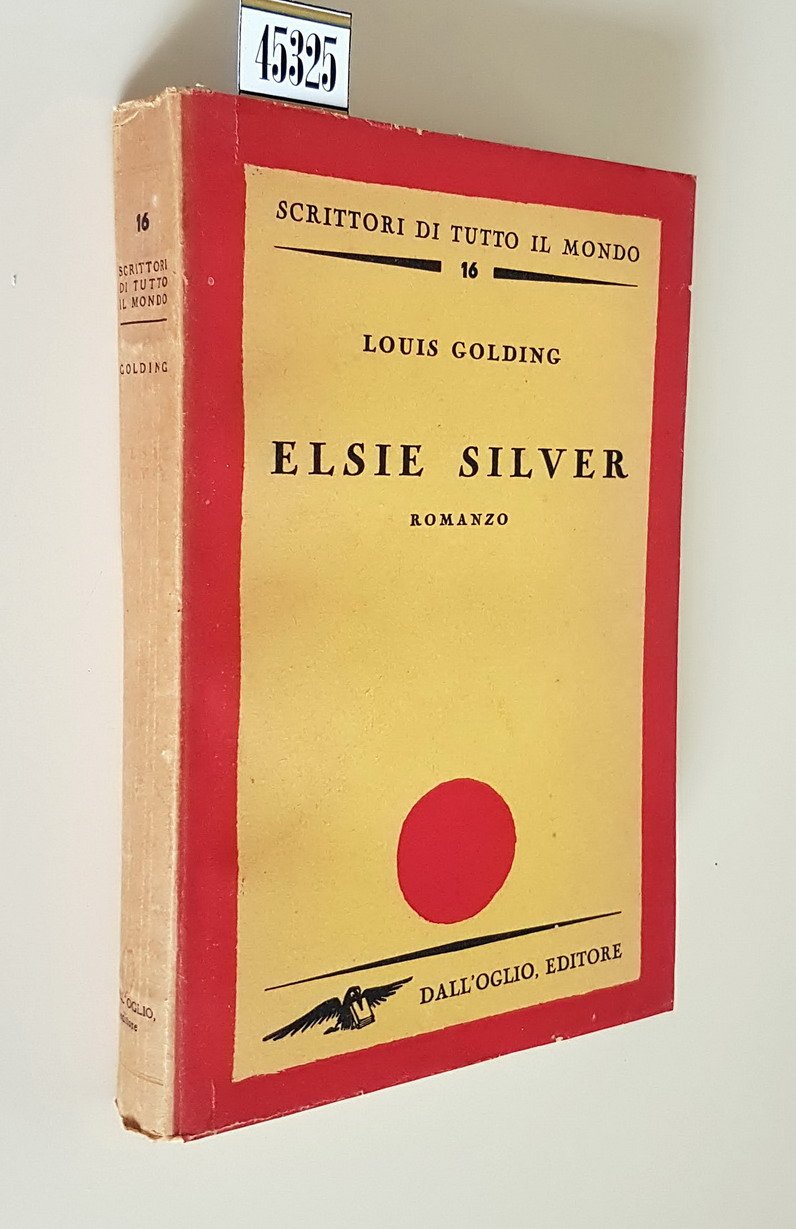 45325
16
SCRITTORI
DI TUTTO
IL MONDO
GOLDING
SCRITTORI DI TUTTO IL MONDO
16
LOUIS GOLDING
ELSIE SILVER
ROMANZO
DALL'OGLIO, EDITORE